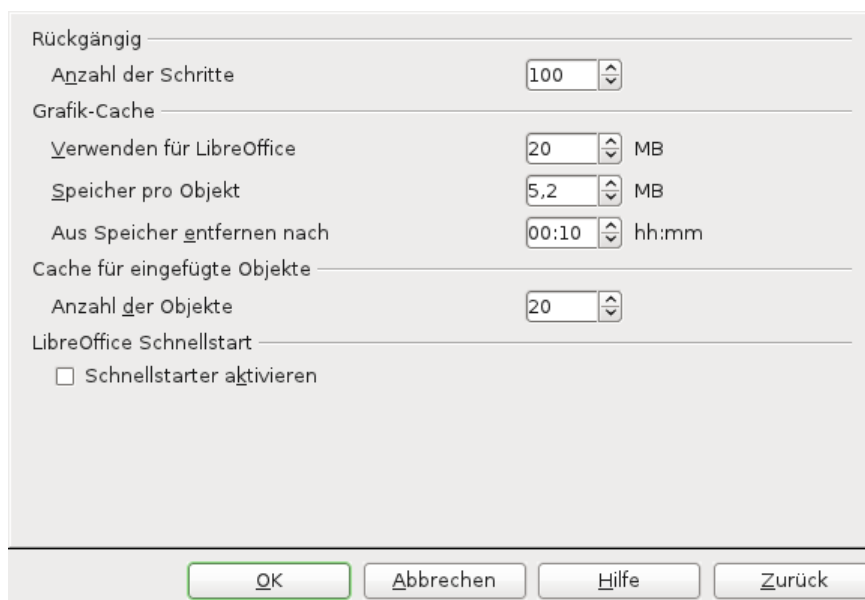 Rückgängig
Anzahl der Schritte 100
Grafik-Cache
Verwenden für LibreOffice 20 MB
Speicher pro Objekt 5,2 MB
Aus Speicher entfernen nach 00:10 hh:mm
Cache für eingefügte Objekte
Anzahl der Objekte 20
LibreOffice Schnellstart
Schnellstarter aktivieren
OK Abbrechen Hilfe Zurück